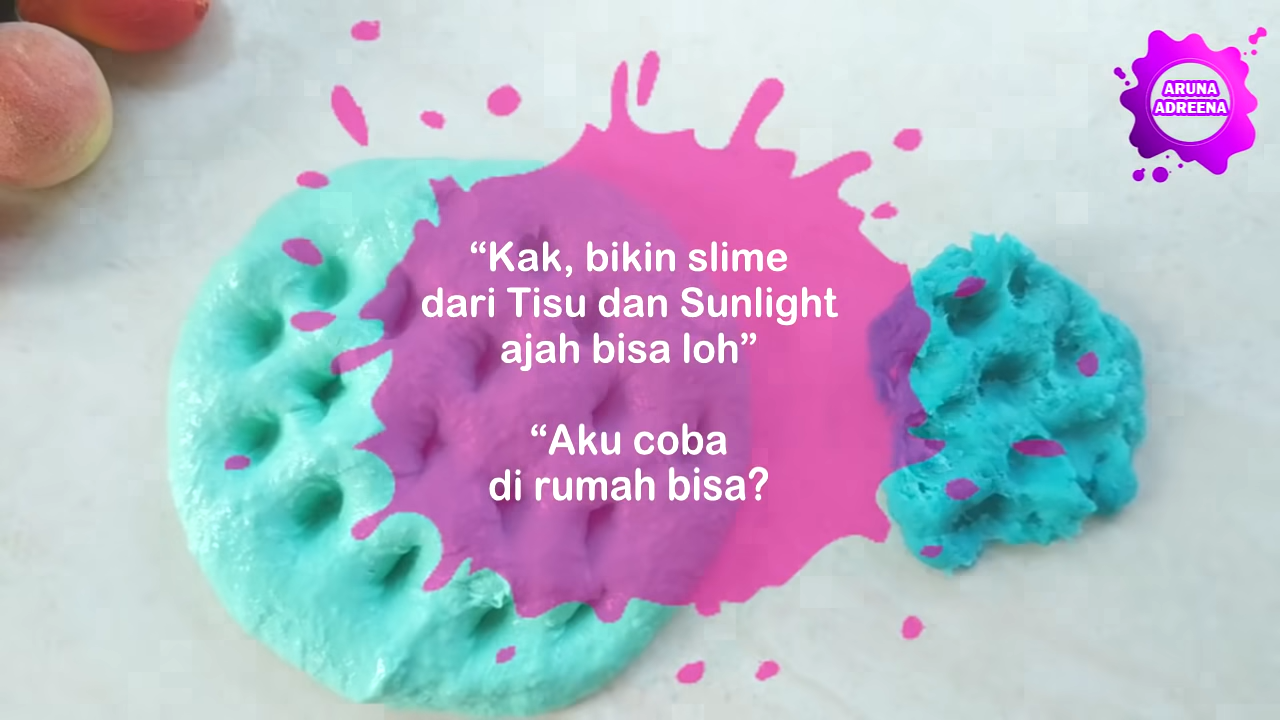 ARUNA
ADREENA
“Kak, bikin slime
dari Tisu dan Sunlight
ajah bisa loh”
“Aku coba
di rumah bisa?